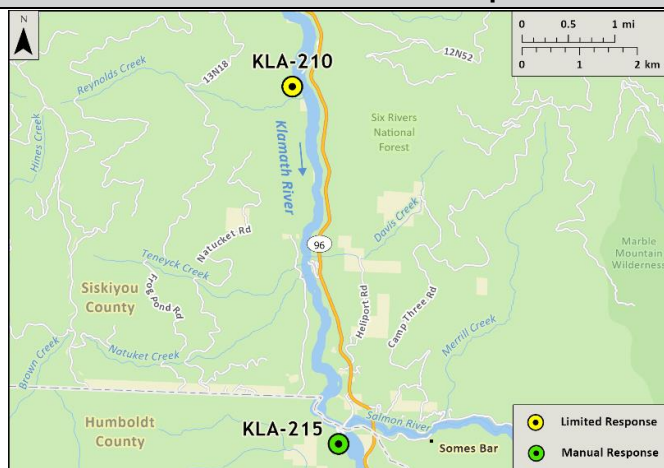 N
0 0.5 1 mi
0 1 2 km
KLA-210
12N52
13N18
Reynolds Creek
Hines Creek
Klamath River
Six Rivers
National
Forest
Natucket Rd
Davis Creek
96
Marble
Mountain
Wilderness
Teneyck Creek
Siskiyou
County
Frog Pond Rd
Heliport Rd
Camp Three Rd
Merrill Creek
Natuket Creek
Brown Creek
Humboldt
County
KLA-215
Salmon River
Somes Bar
Limited Response
Manual Response